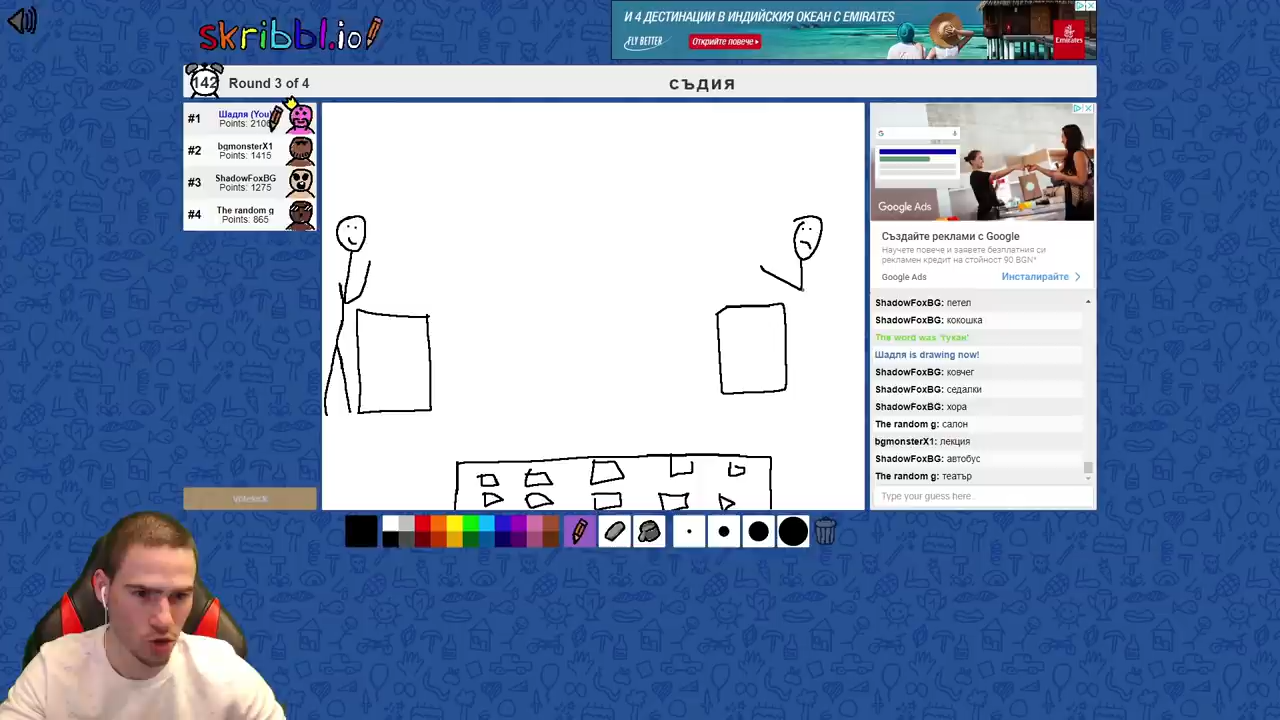 skribbl.io
И 4 ДЕСТИНАЦИИ В ИНДИЙСКИЯ ОКЕАН С EMIRATES
FLY BETTER
Открийте повече
Emirates
142
Round 3 of 4
съдия
#1
Шадля (You)
Points: 2106
#2
bgmonsterX1
Points: 1415
#3
ShadowFoxBG
Points: 1275
#4
The random g
Points: 865
Google Ads
Създайте реклами с Google
Научете повече и заявете безплатния си
рекламен кредит на стойност 90 BGN*
Google Ads
Инсталирайте
ShadowFoxBG: петел
ShadowFoxBG: кокошка
The word was 'тукан'
Шадля is drawing now!
ShadowFoxBG: ковчег
ShadowFoxBG: седалки
ShadowFoxBG: хора
The random g: салон
bgmonsterX1: лекция
ShadowFoxBG: автобус
The random g: театър
Type your guess here...
Votekick